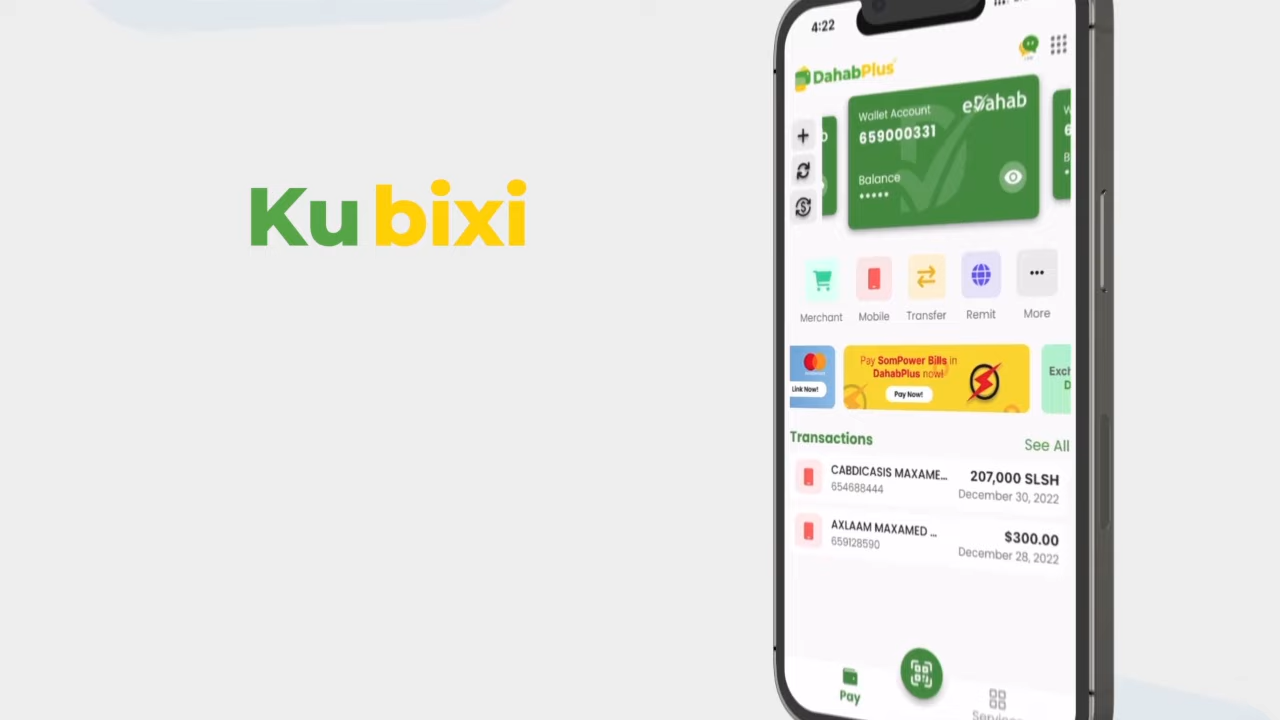 Ku bixi
4:22
DahabPlus
Wallet Account
eDahab
659000331
Balance
*****
Merchant
Mobile
Transfer
Remit
More
Link Now!
Pay SomPower Bills in
DahabPlus now!
Pay Now!
Exch
D
Transactions
See All
CABDICASIS MAXAME...
207,000 SLSH
654688444
December 30, 2022
AXLAAM MAXAMED ...
$300.00
659128590
December 28, 2022
Pay
Services